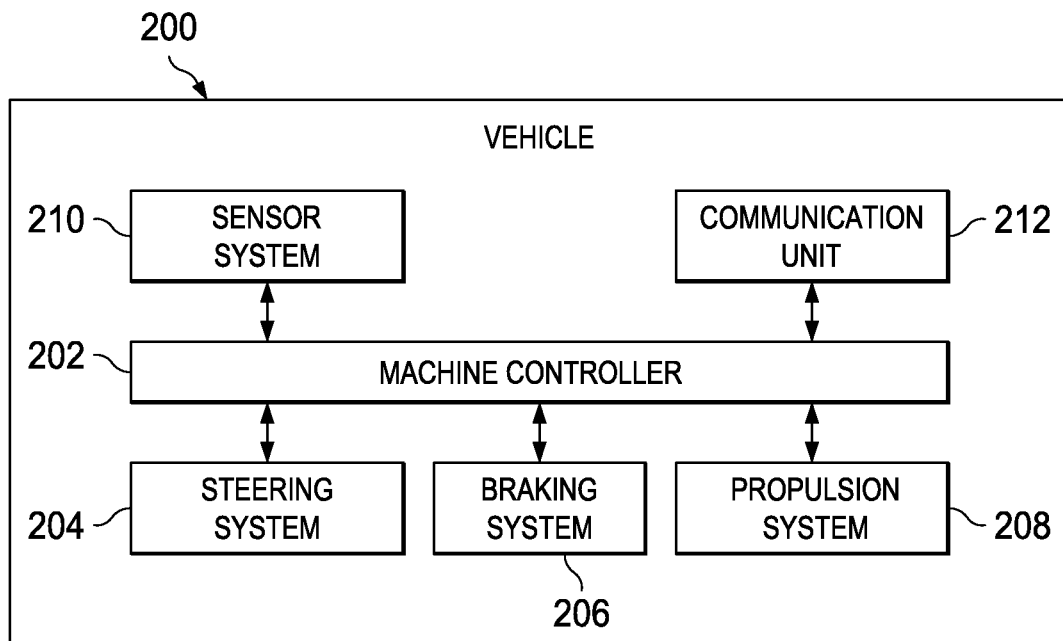 200
VEHICLE
210
SENSOR
SYSTEM
COMMUNICATION
UNIT
212
202
MACHINE CONTROLLER
204
STEERING
SYSTEM
BRAKING
SYSTEM
PROPULSION
SYSTEM
208
206